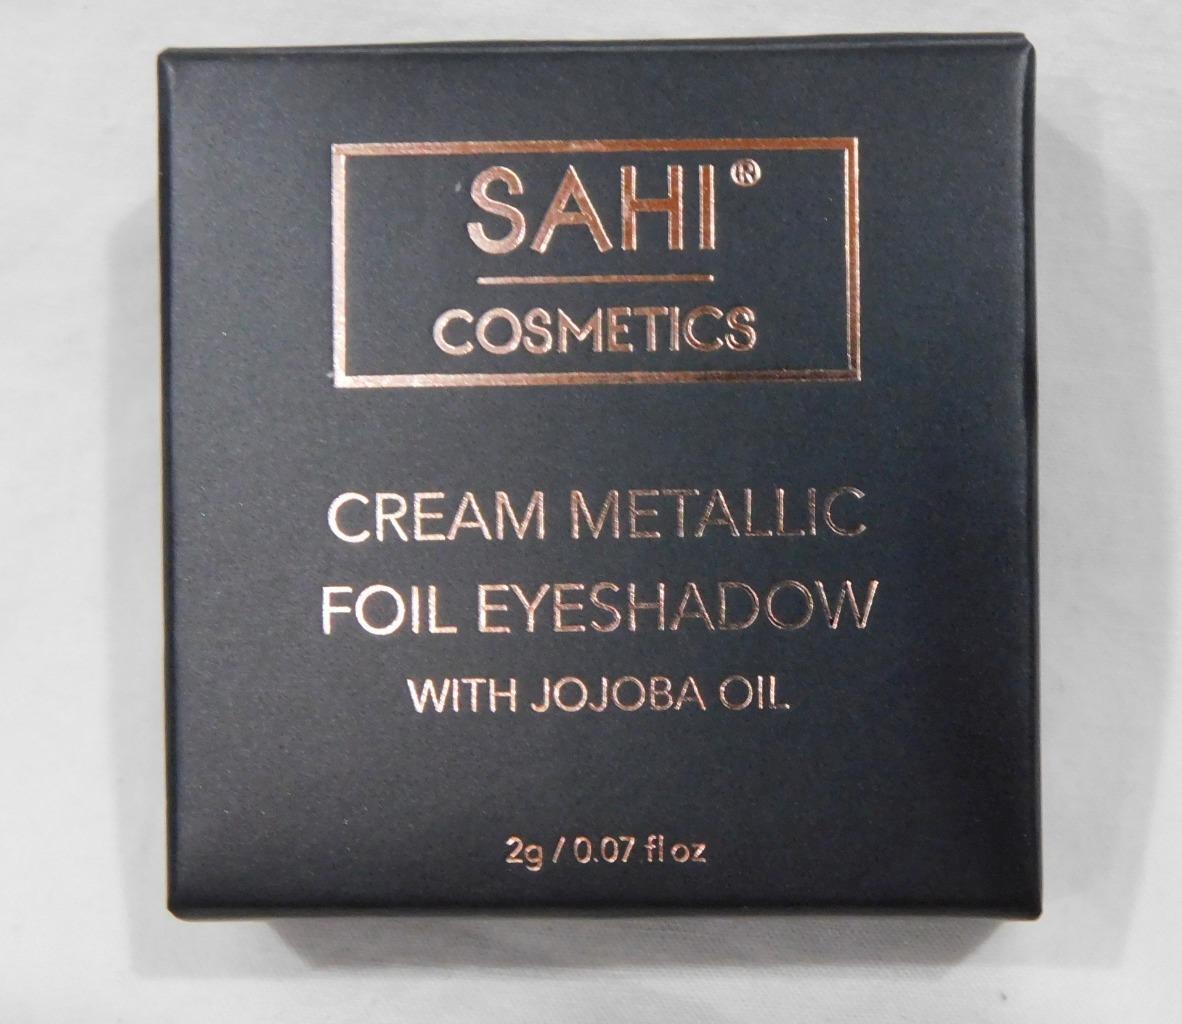 SAHI®
COSMETICS
CREAM METALLIC
FOIL EYESHADOW
WITH JOJOBA OIL
2g / 0.07 fl oz